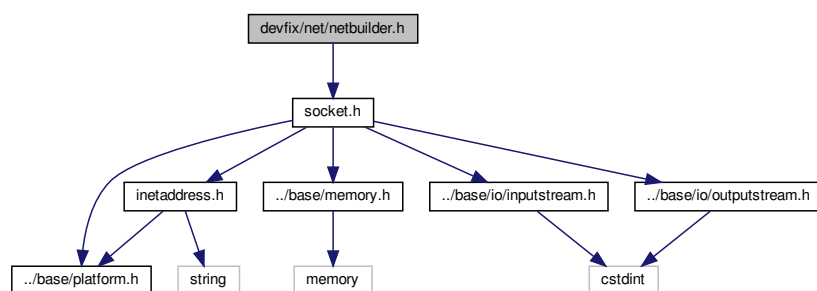 devfix/net/netbuilder.h
socket.h
inetaddress.h
../base/memory.h
../base/io/inputstream.h
../base/io/outputstream.h
../base/platform.h
string
memory
cstdint